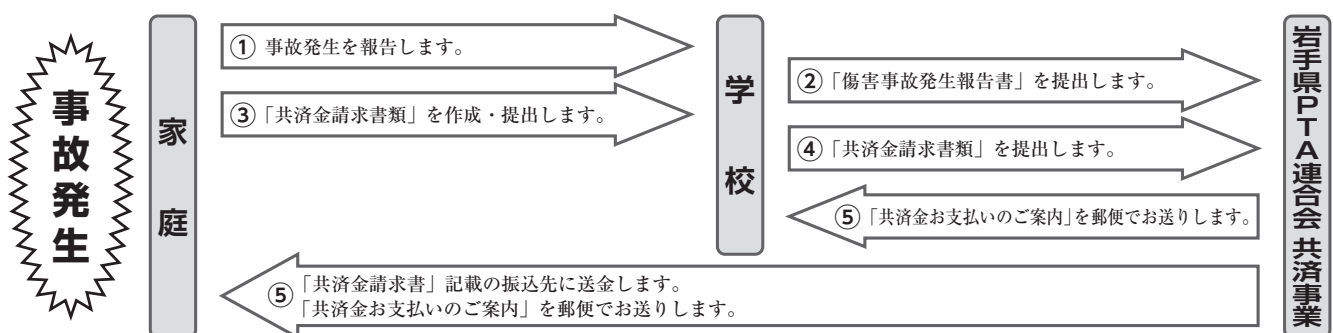 事故発生
家庭
① 事故発生を報告します。
③「共済金請求書類」を作成・提出します。
学校
②「傷害事故発生報告書」を提出します。
④「共済金請求書類」を提出します。
⑤「共済金お支払いのご案内」を郵便でお送りします。
⑤「共済金請求書」記載の振込先に送金します。
「共済金お支払いのご案内」を郵便でお送りします。
岩手県PTA連合会 共済事業